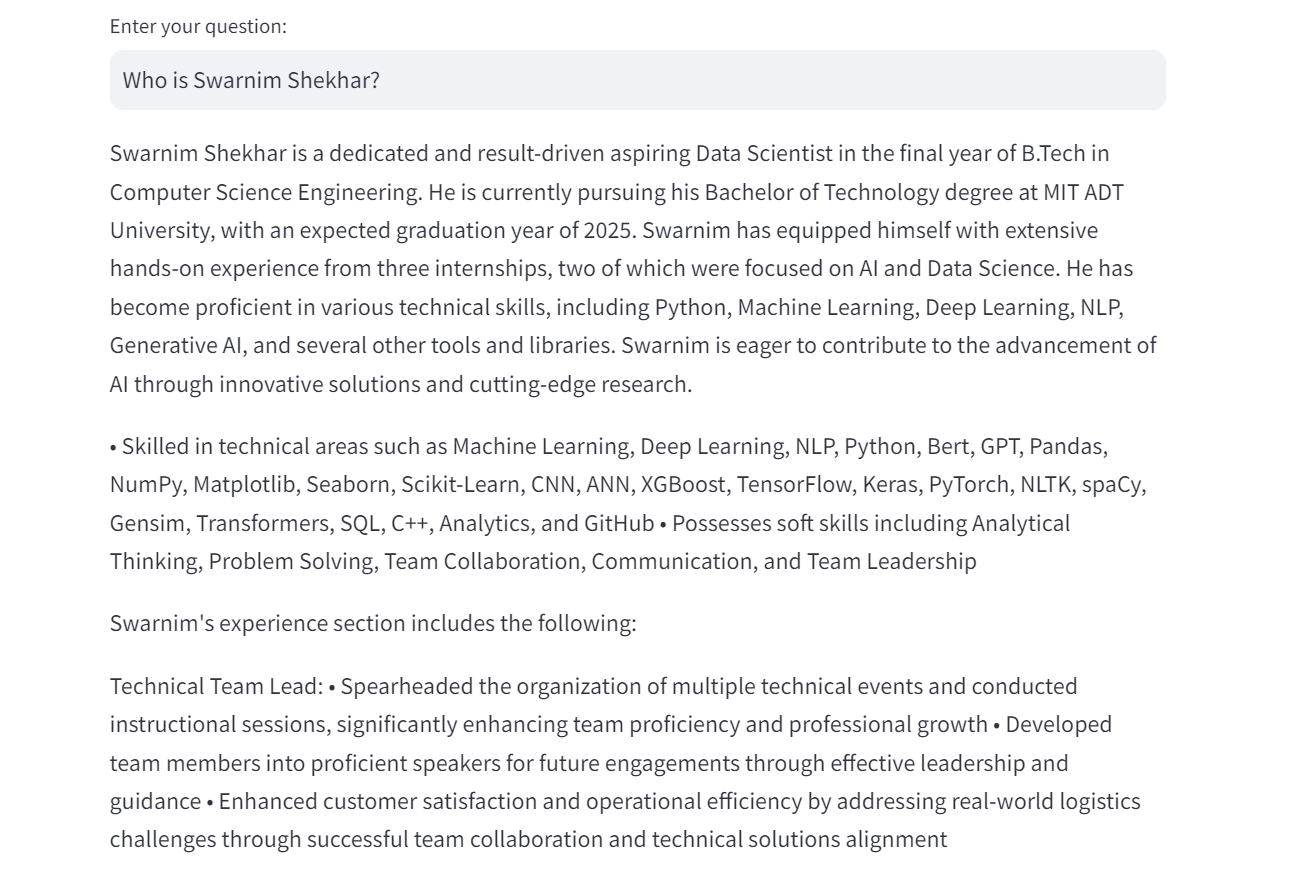 Enter your question:
Who is Swarnim Shekhar?
Swarnim Shekhar is a dedicated and result-driven aspiring Data Scientist in the final year of B.Tech in
Computer Science Engineering. He is currently pursuing his Bachelor of Technology degree at MIT ADT
University, with an expected graduation year of 2025. Swarnim has equipped himself with extensive
hands-on experience from three internships, two of which were focused on AI and Data Science. He has
become proficient in various technical skills, including Python, Machine Learning, Deep Learning, NLP,
Generative AI, and several other tools and libraries. Swarnim is eager to contribute to the advancement of
AI through innovative solutions and cutting-edge research.
• Skilled in technical areas such as Machine Learning, Deep Learning, NLP, Python, Bert, GPT, Pandas,
NumPy, Matplotlib, Seaborn, Scikit-Learn, CNN, ANN, XGBoost, TensorFlow, Keras, PyTorch, NLTK, spaCy,
Gensim, Transformers, SQL, C++, Analytics, and GitHub • Possesses soft skills including Analytical
Thinking, Problem Solving, Team Collaboration, Communication, and Team Leadership
Swarnim's experience section includes the following:
Technical Team Lead: • Spearheaded the organization of multiple technical events and conducted
instructional sessions, significantly enhancing team proficiency and professional growth • Developed
team members into proficient speakers for future engagements through effective leadership and
guidance • Enhanced customer satisfaction and operational efficiency by addressing real-world logistics
challenges through successful team collaboration and technical solutions alignment